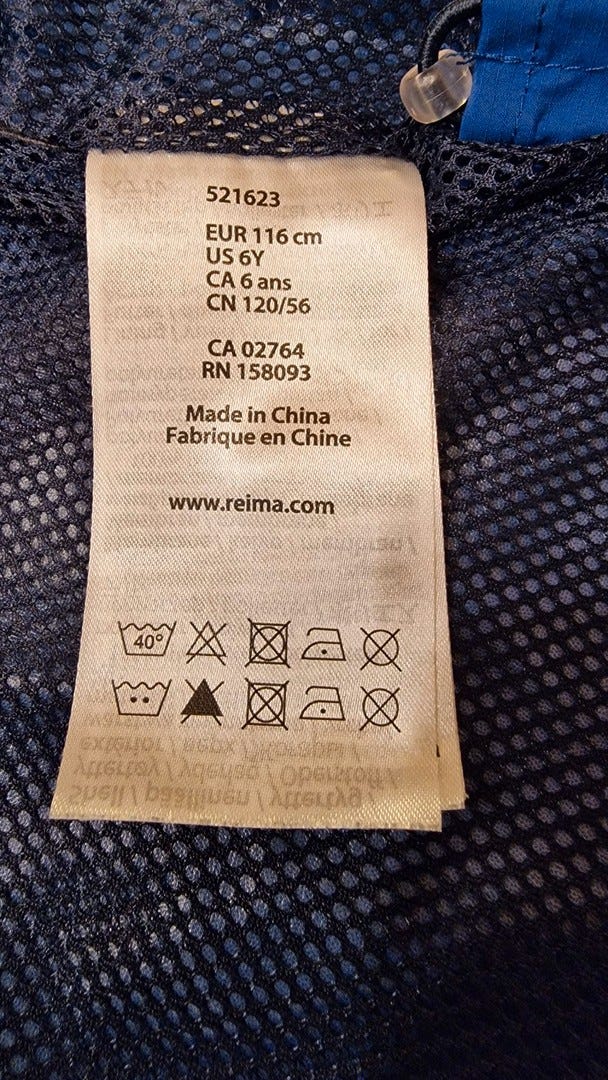 521623
EUR 116 cm
US 6Y
CA 6 ans
CN 120/56
CA 02764
RN 158093
Made in China
Fabrique en Chine
www.reima.com
40°